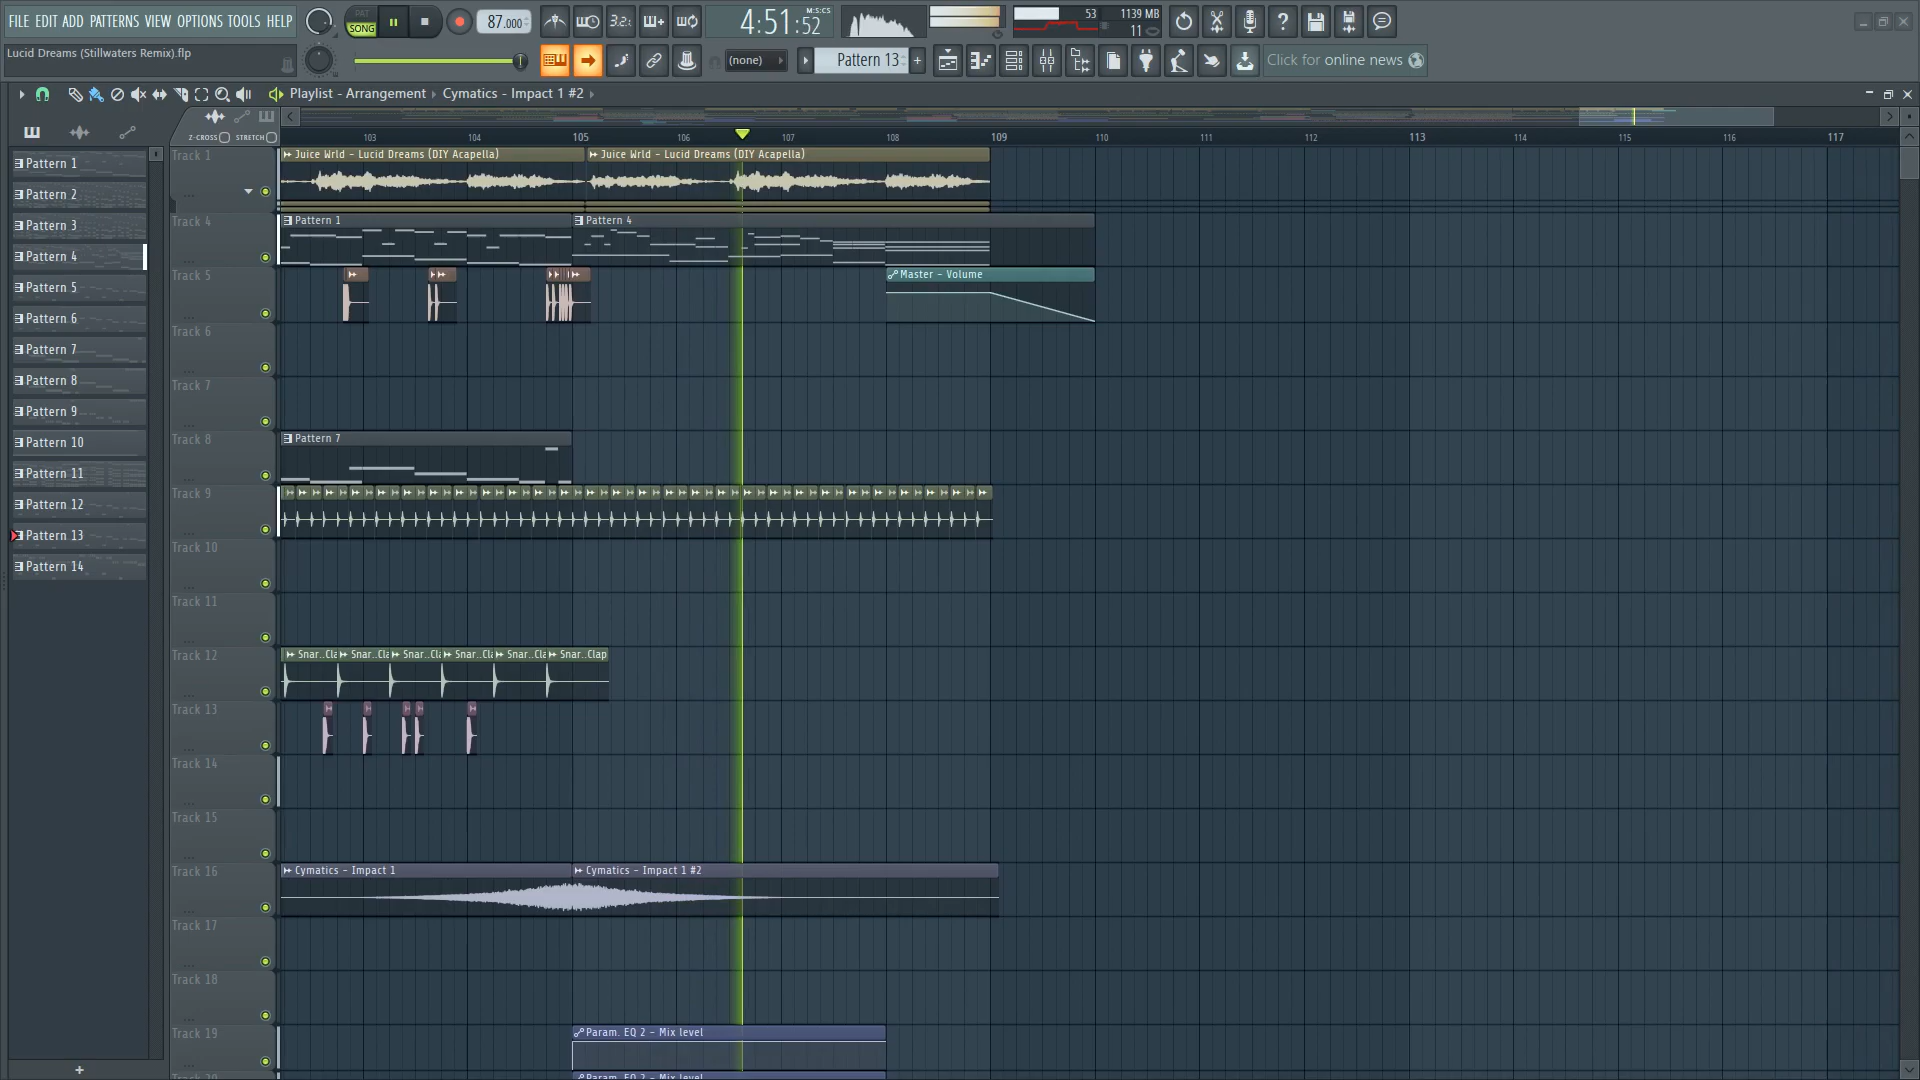 FILE EDIT ADD PATTERNS VIEW OPTIONS TOOLS HELP
PAT
SONG
87.000
3.2.
M:S:CS
4:51:52
53
1139 MB
11
Lucid Dreams (Stillwaters Remix).flp
(none)
Pattern 13
Click for online news
Playlist - Arrangement
Cymatics - Impact 1 #2
Z-CROSS
STRETCH
103 104 105 106 107 108 109 110 111 112 113 114 115 116 117
Pattern 1
Pattern 2
Pattern 3
Pattern 4
Pattern 5
Pattern 6
Pattern 7
Pattern 8
Pattern 9
Pattern 10
Pattern 11
Pattern 12
Pattern 13
Pattern 14
Track 1
Juice Wrld - Lucid Dreams (DIY Acapella)
Juice Wrld - Lucid Dreams (DIY Acapella)
Track 4
Pattern 1
Pattern 4
Track 5
Master - Volume
Track 6
Track 7
Track 8
Pattern 7
Track 9
Track 10
Track 11
Track 12
Snar..Cla
Snar..Cla
Snar..Cla
Snar..Cla
Snar..Cla
Snar..Clap
Track 13
Track 14
Track 15
Track 16
Cymatics - Impact 1
Cymatics - Impact 1 #2
Track 17
Track 18
Track 19
Param. EQ 2 - Mix level
Param. EQ 2 - Mix level